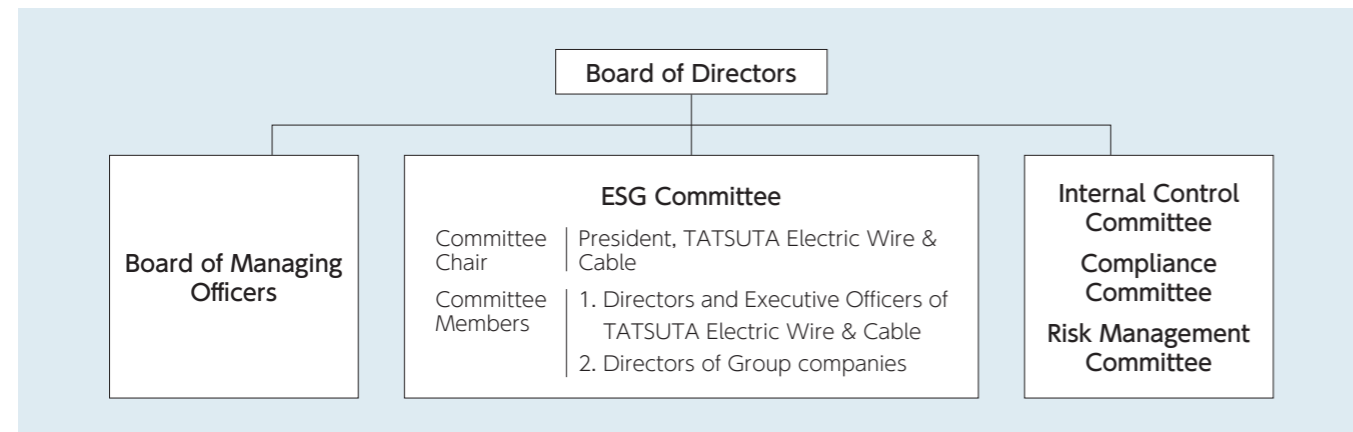 Board of Directors
Board of Managing
Officers
ESG Committee
Committee
Chair
President, TATSUTA Electric Wire &
Cable
Committee
Members
1. Directors and Executive Officers of
TATSUTA Electric Wire & Cable
2. Directors of Group companies
Internal Control
Committee
Compliance
Committee
Risk Management
Committee